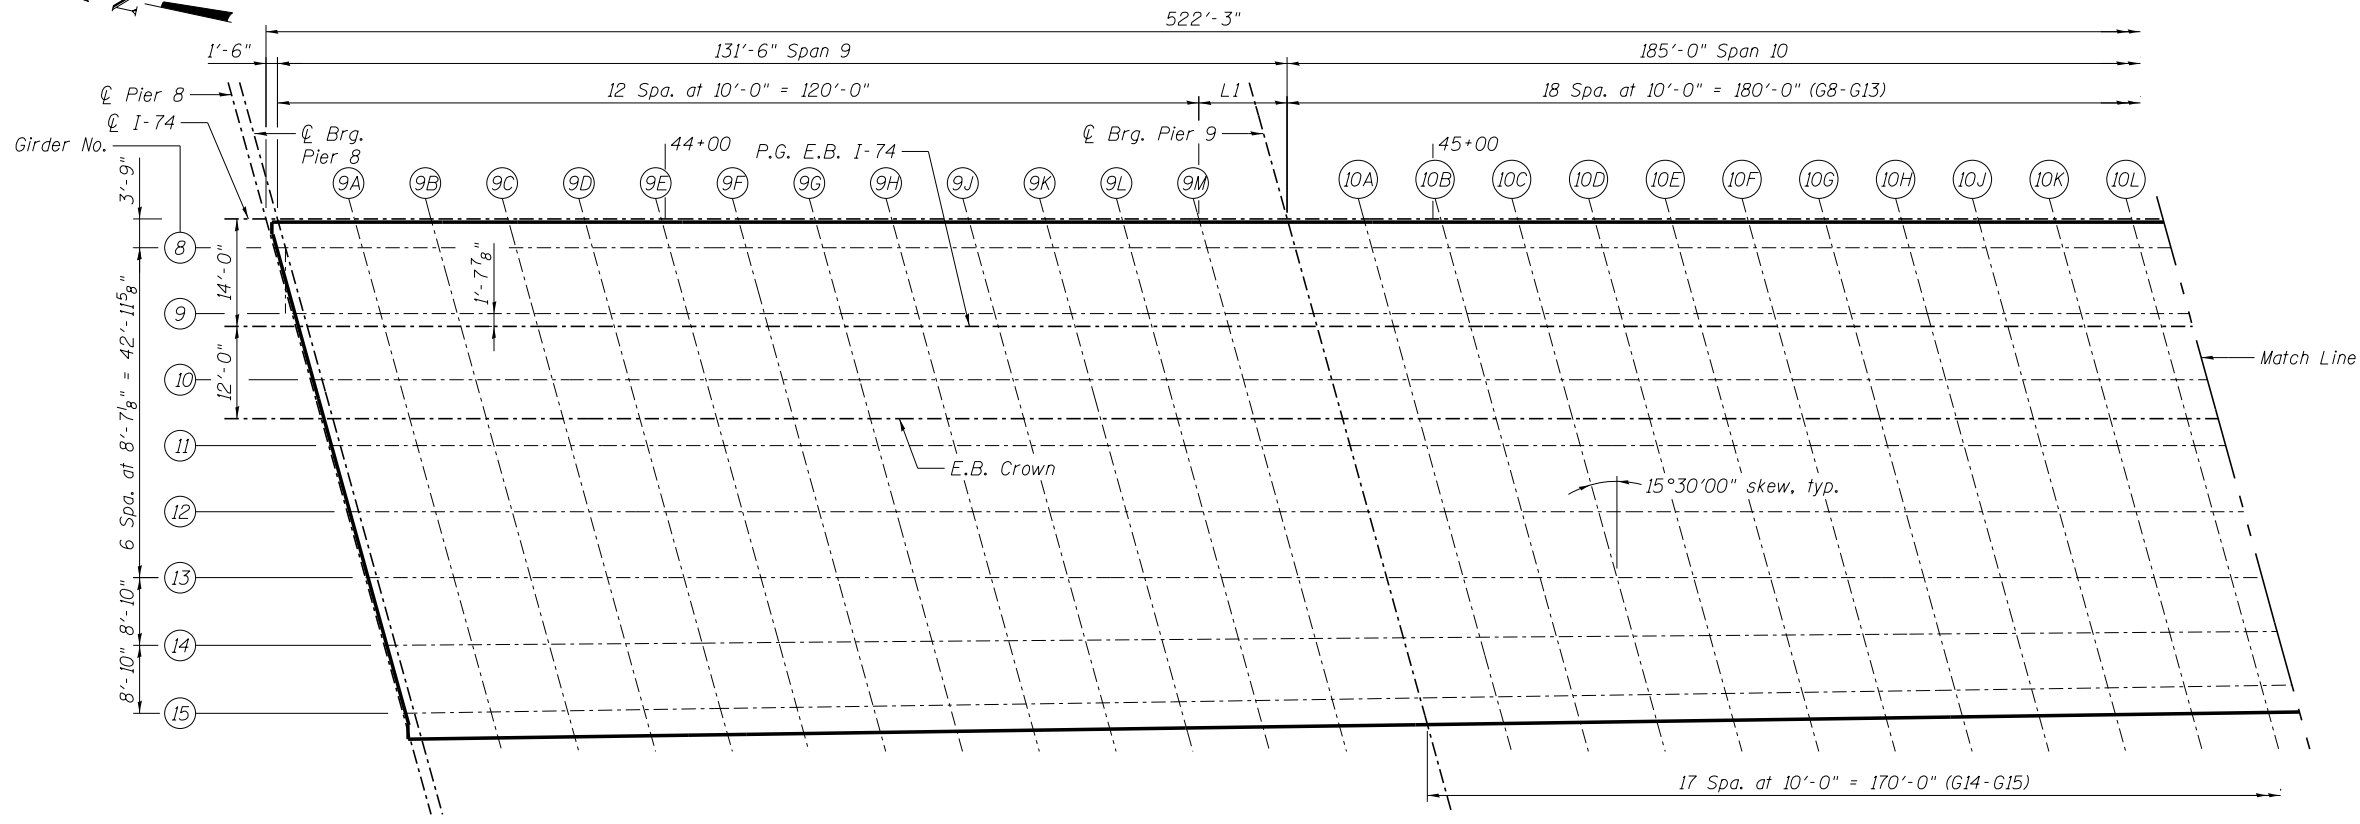 N
522'-3"
1'-6"
131'-6" Span 9
185'-0" Span 10
℄ Pier 8
12 Spa. at 10'-0" = 120'-0"
L1
18 Spa. at 10'-0" = 180'-0" (G8-G13)
℄ I-74
℄ Brg.
Pier 8
℄ Brg. Pier 9
Girder No.
44+00
P.G. E.B. I-74
45+00
3'-9"
9A 9B 9C 9D 9E 9F 9G 9H 9J 9K 9L 9M 10A 10B 10C 10D 10E 10F 10G 10H 10J 10K 10L
8
14'-0"
1'-7⅞"
9
Match Line
10
12'-0"
6 Spa. at 8'-7⅛" = 42'-11⅝"
11
E.B. Crown
15°30'00" skew, typ.
12
13
8'-10"
14
8'-10"
15
17 Spa. at 10'-0" = 170'-0" (G14-G15)